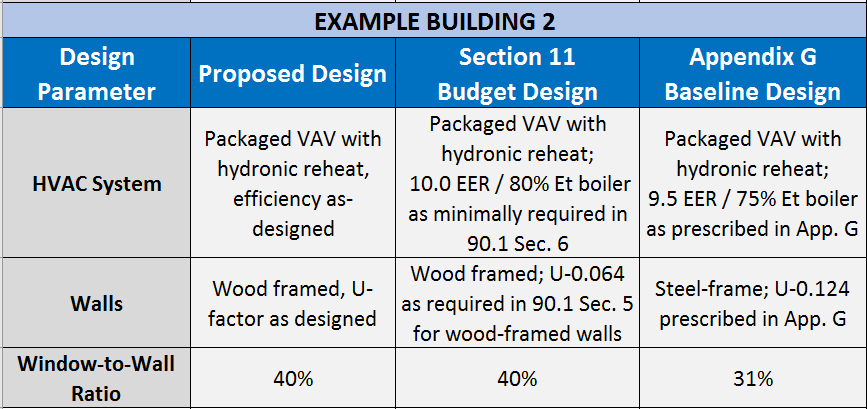 EXAMPLE BUILDING 2
Design
Parameter
Proposed Design
Section 11
Budget Design
Appendix G
Baseline Design
HVAC System
Packaged VAV with
hydronic reheat,
efficiency as-
designed
Packaged VAV with
hydronic reheat;
10.0 EER / 80% Et boiler
as minimally required in
90.1 Sec. 6
Packaged VAV with
hydronic reheat;
9.5 EER / 75% Et boiler
as prescribed in App. G
Walls
Wood framed, U-
factor as designed
Wood framed; U-0.064
as required in 90.1 Sec. 5
for wood-framed walls
Steel-frame; U-0.124
prescribed in App. G
Window-to-Wall
Ratio
40%
40%
31%